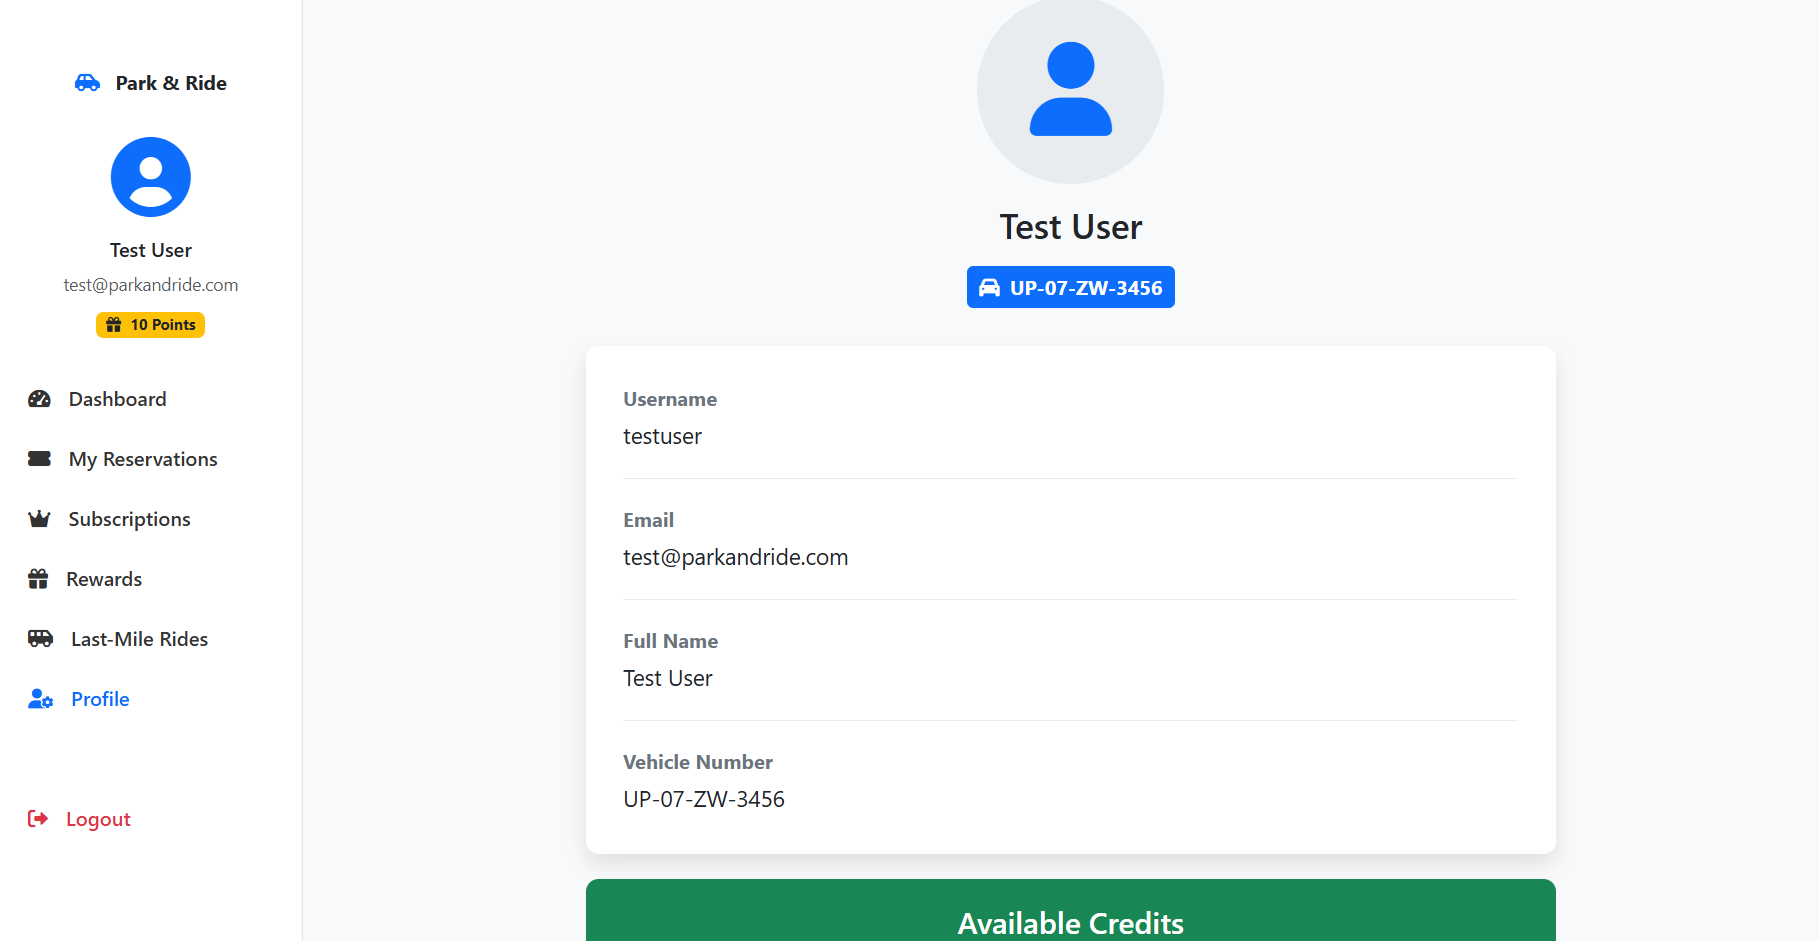 Park & Ride
Test User
test@parkandride.com
10 Points
Dashboard
My Reservations
Subscriptions
Rewards
Last-Mile Rides
Profile
Logout
Test User
UP-07-ZW-3456
Username
testuser
Email
test@parkandride.com
Full Name
Test User
Vehicle Number
UP-07-ZW-3456
Available Credits